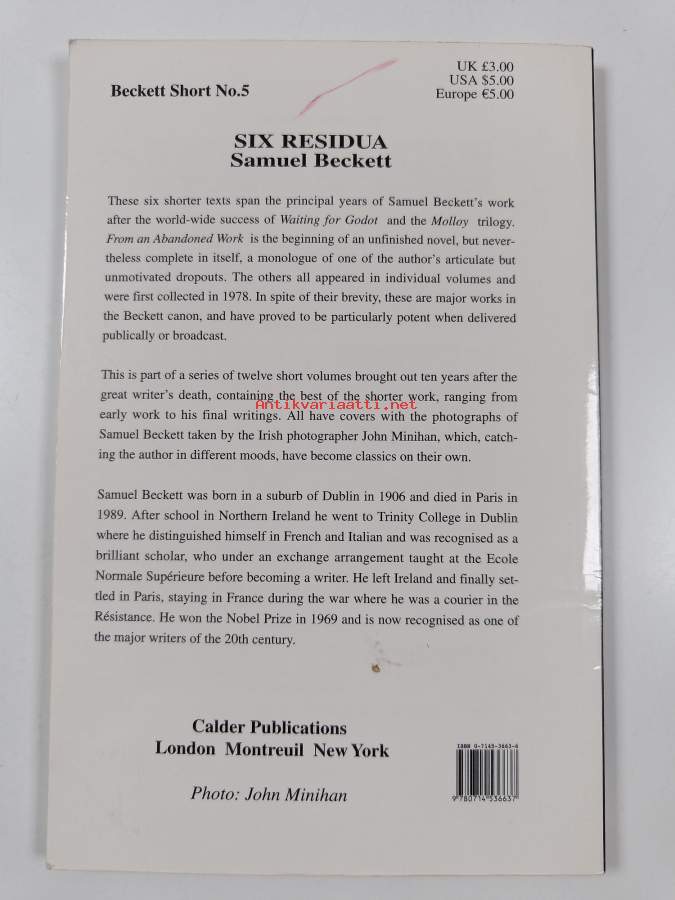 UK £3.00
USA $5.00
Beckett Short No.5
Europe €5.00
SIX RESIDUA
Samuel Beckett
These six shorter texts span the principal years of Samuel Beckett's work
after the world-wide success of Waiting for Godot and the Molloy trilogy.
From an Abandoned Work is the beginning of an unfinished novel, but never-
theless complete in itself, a monologue of one of the author's articulate but
unmotivated dropouts. The others all appeared in individual volumes and
were first collected in 1978. In spite of their brevity, these are major works in
the Beckett canon, and have proved to be particularly potent when delivered
publically or broadcast.
This is part of a series of twelve short volumes brought out ten years after the
great writer's death, containing the best of the shorter work, ranging from
Antikvariaatti.net
early work to his final writings. All have covers with the photographs of
Samuel Beckett taken by the Irish photographer John Minihan, which, catch-
ing the author in different moods, have become classics on their own.
Samuel Beckett was born in a suburb of Dublin in 1906 and died in Paris in
1989. After school in Northern Ireland he went to Trinity College in Dublin
where he distinguished himself in French and Italian and was recognised as a
brilliant scholar, who under an exchange arrangement taught at the Ecole
Normale Supérieure before becoming a writer. He left Ireland and finally set-
tled in Paris, staying in France during the war where he was a courier in the
Résistance. He won the Nobel Prize in 1969 and is now recognised as one of
the major writers of the 20th century.
Calder Publications
London Montreuil New York
Photo: John Minihan
ISBN 0-7145-3663-6
9 780714 536637